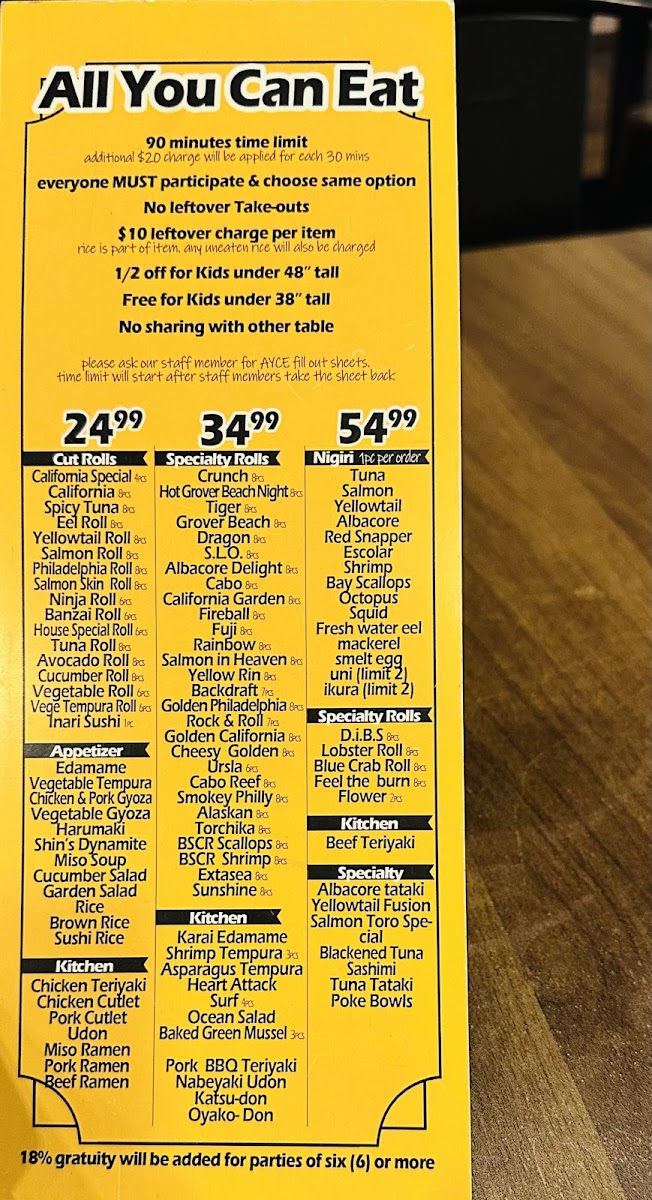 All You Can Eat
90 minutes time limit
additional $20 charge will be applied for each 30 mins
everyone MUST participate & choose same option
No leftover Take-outs
$10 leftover charge per item
rice is part of item. any uneaten rice will also be charged
1/2 off for Kids under 48" tall
Free for Kids under 38" tall
No sharing with other table
please ask our staff member for AYCE fill out sheets.
time limit will start after staff members take the sheet back
24.99
Cut Rolls
California Special 4pcs
California 8pcs
Spicy Tuna 8pcs
Eel Roll 8pcs
Yellowtail Roll 8pcs
Salmon Roll 8pcs
Philadelphia Roll 8pcs
Salmon Skin Roll 8pcs
Ninja Roll 6pcs
Banzai Roll 6pcs
House Special Roll 6pcs
Tuna Roll 8pcs
Avocado Roll 8pcs
Cucumber Roll 8pcs
Vegetable Roll 6pcs
Vege Tempura Roll 6pcs
Inari Sushi 1pc
Appetizer
Edamame
Vegetable Tempura
Chicken & Pork Gyoza
Vegetable Gyoza
Harumaki
Shin's Dynamite
Miso Soup
Cucumber Salad
Garden Salad
Rice
Brown Rice
Sushi Rice
Kitchen
Chicken Teriyaki
Chicken Cutlet
Pork Cutlet
Udon
Miso Ramen
Pork Ramen
Beef Ramen
34.99
Specialty Rolls
Crunch 8pcs
Hot Grover Beach Night 8pcs
Tiger 8pcs
Grover Beach 8pcs
Dragon 8pcs
S.L.O. 8pcs
Albacore Delight 8pcs
Cabo 8pcs
California Garden 8pcs
Fireball 8pcs
Fuji 8pcs
Rainbow 8pcs
Salmon in Heaven 8pcs
Yellow Rin 8pcs
Backdraft 7pcs
Golden Philadelphia 8pcs
Rock & Roll 7pcs
Golden California 8pcs
Cheesy Golden 8pcs
Ursla 6pcs
Cabo Reef 8pcs
Smokey Philly 8pcs
Alaskan 8pcs
Torchika 8pcs
BSCR Scallops 8pcs
BSCR Shrimp 8pcs
Extasea 8pcs
Sunshine 8pcs
Kitchen
Karai Edamame
Shrimp Tempura 3pcs
Asparagus Tempura
Heart Attack
Surf 4pcs
Ocean Salad
Baked Green Mussel 3pcs
Pork BBQ Teriyaki
Nabeyaki Udon
Katsu-don
Oyako-Don
54.99
Nigiri 1pc per order
Tuna
Salmon
Yellowtail
Albacore
Red Snapper
Escolar
Shrimp
Bay Scallops
Octopus
Squid
Fresh water eel
mackerel
smelt egg
uni (limit 2)
ikura (limit 2)
Specialty Rolls
D.i.B.S 8pcs
Lobster Roll 8pcs
Blue Crab Roll 8pcs
Feel the burn 8pcs
Flower 2pcs
Kitchen
Beef Teriyaki
Specialty
Albacore tataki
Yellowtail Fusion
Salmon Toro Spe-
cial
Blackened Tuna
Sashimi
Tuna Tataki
Poke Bowls
18% gratuity will be added for parties of six (6) or more